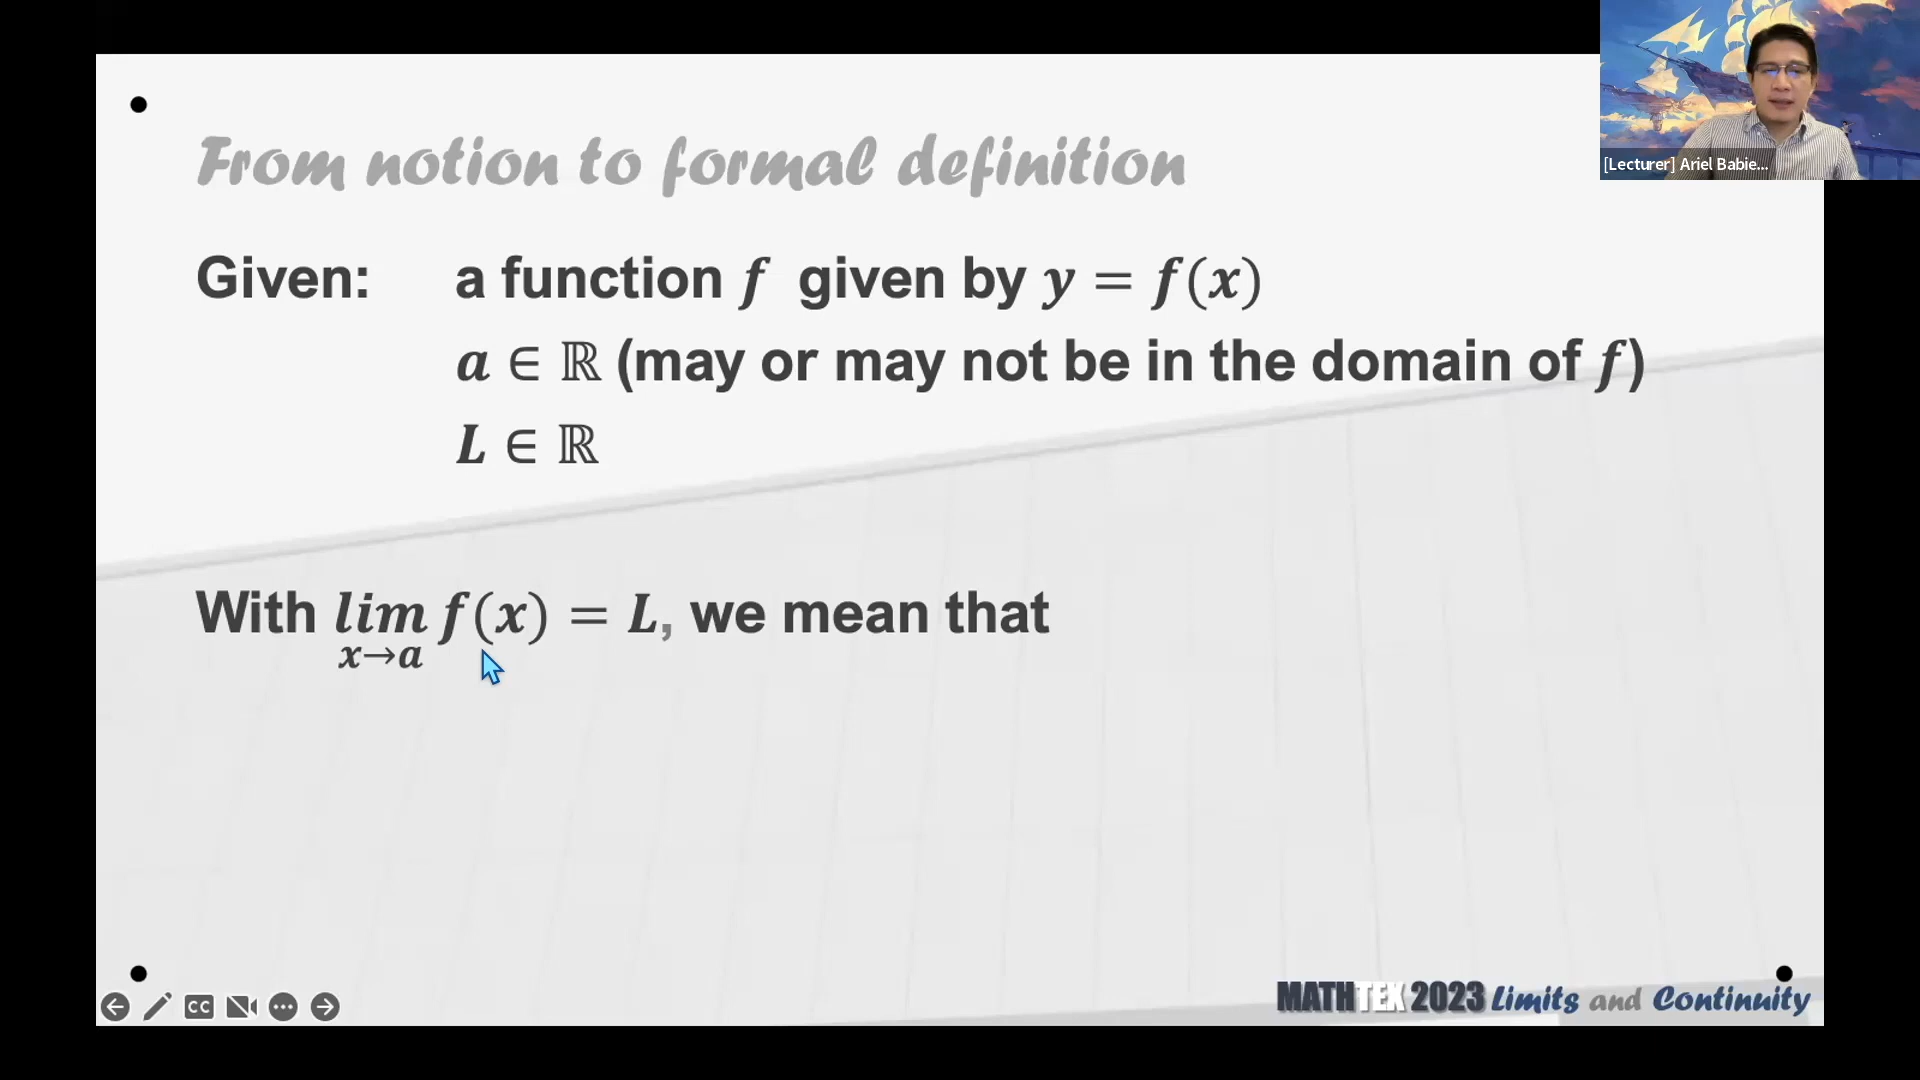 [Lecturer] Ariel Babie...
From notion to formal definition
Given: a function f given by y = f(x)
a ∈ ℝ (may or may not be in the domain of f)
L ∈ ℝ
With lim f(x) = L, we mean that
x→a
CC
MATHTEX 2023 Limits and Continuity